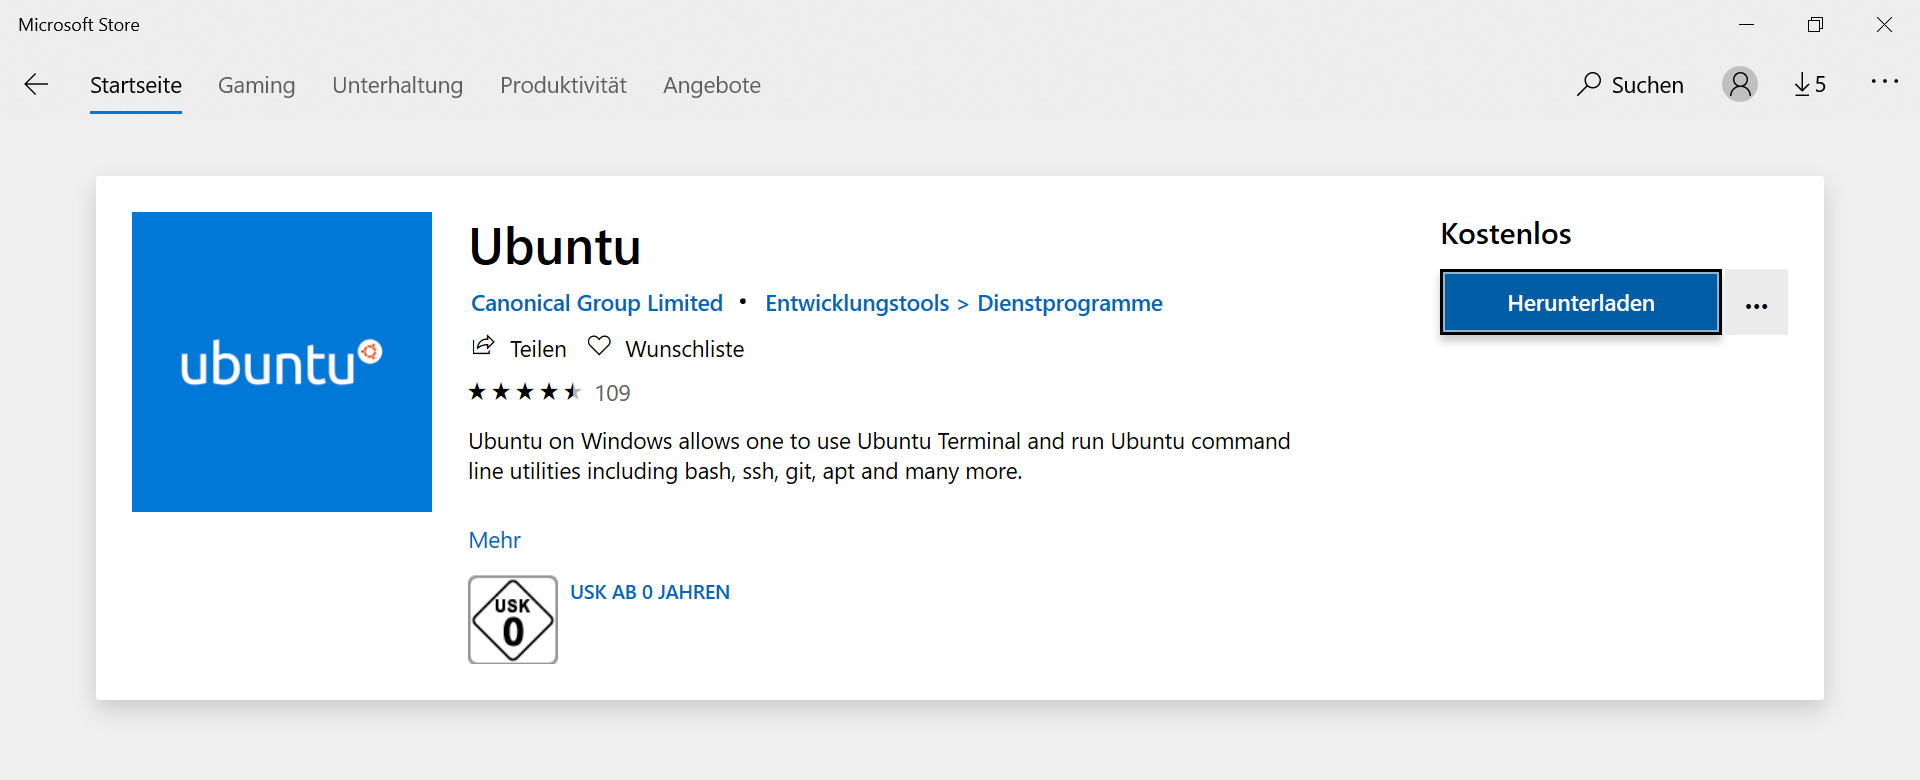 Microsoft Store
Startseite Gaming Unterhaltung Produktivität Angebote Suchen 5
ubuntu
Ubuntu
Kostenlos
Canonical Group Limited • Entwicklungstools > Dienstprogramme
Herunterladen
Teilen Wunschliste
109
Ubuntu on Windows allows one to use Ubuntu Terminal and run Ubuntu command
line utilities including bash, ssh, git, apt and many more.
Mehr
USK
0
USK AB 0 JAHREN